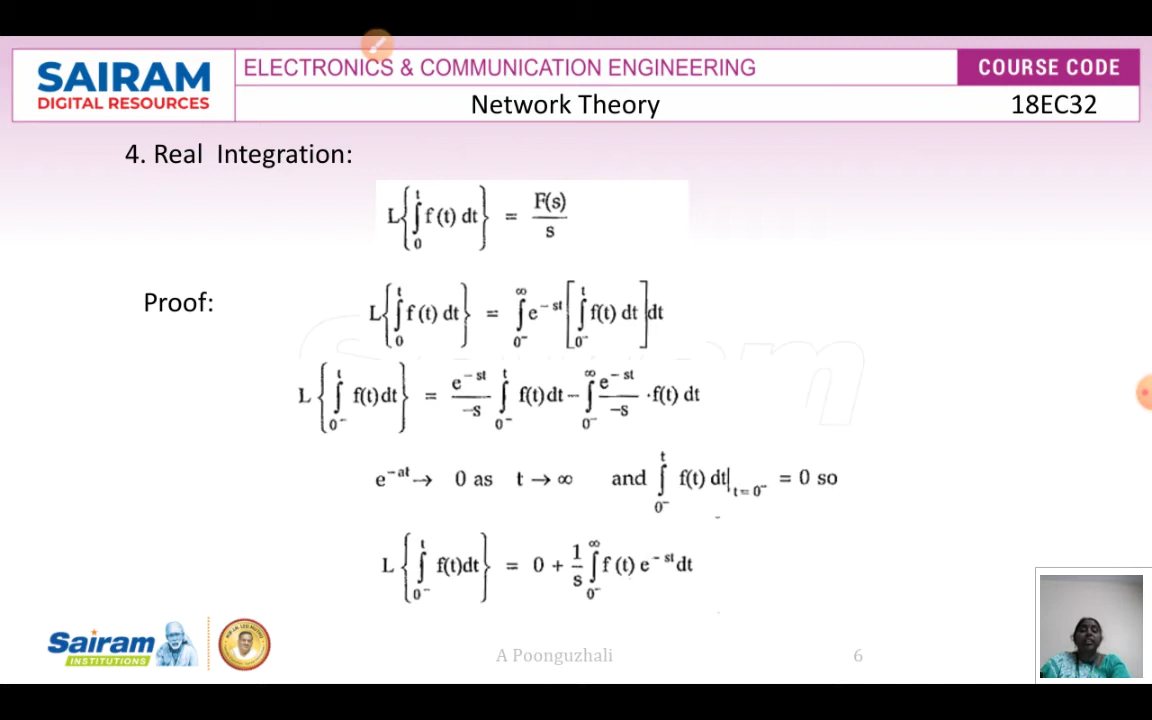 SAIRAM
DIGITAL RESOURCES
ELECTRONICS & COMMUNICATION ENGINEERING
COURSE CODE
Network Theory
18EC32
4. Real Integration:
L{∫₀ᵗ f (t) dt} = F(s)/s
Proof:
L{∫₀ᵗ f (t) dt} = ∫₀-^∞ e^{-st} [∫₀-^t f(t) dt] dt
L{∫₀-^t f(t)dt} = e^{-st}/-s ∫₀-^t f(t)dt – ∫₀-^∞ e^{-st}/-s · f(t) dt
e^{-at} → 0 as t → ∞ and ∫₀-^t f(t) dt|_{t=0-} = 0 so
L{∫₀-^t f(t)dt} = 0 + 1/s ∫₀-^∞ f (t) e^{-st} dt
Sairam
INSTITUTIONS
A Poonguzhali
6